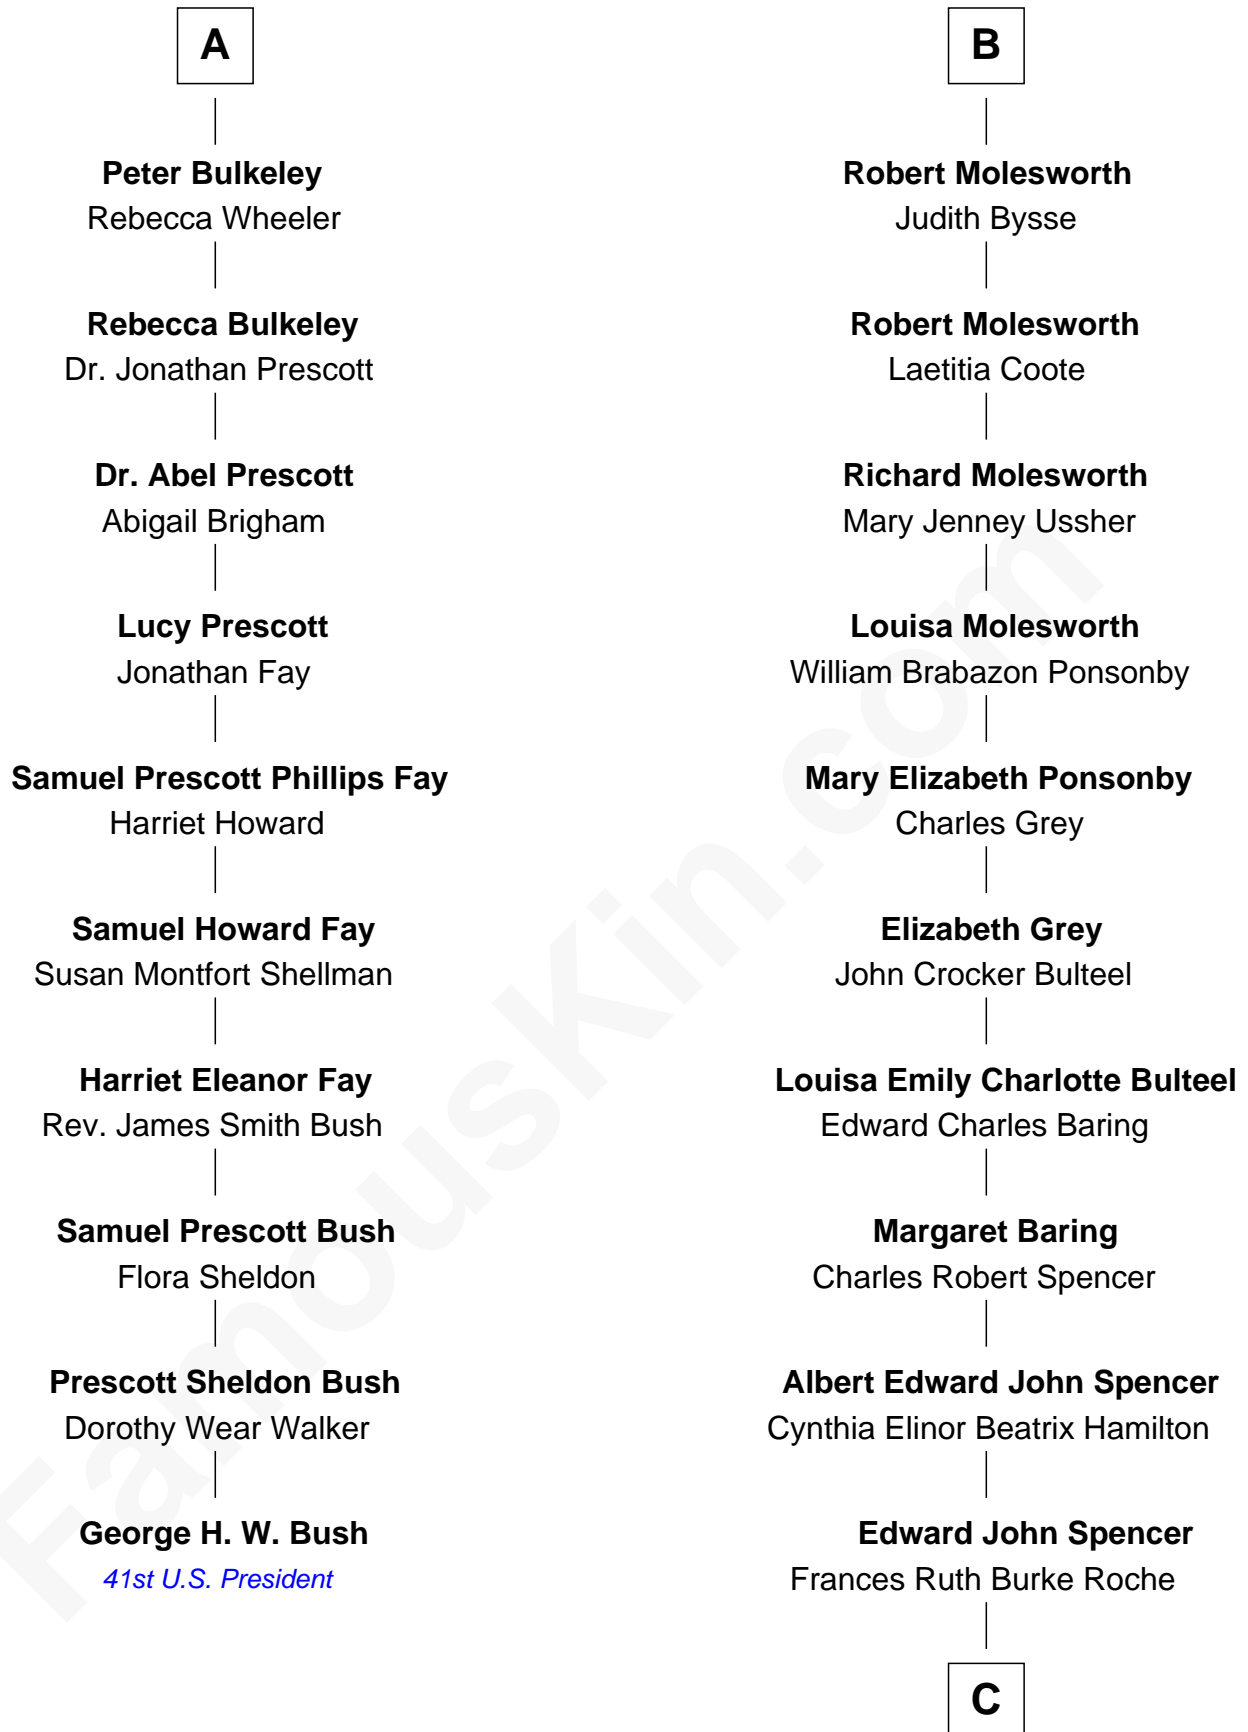 A
Peter Bulkeley
Rebecca Wheeler
Rebecca Bulkeley
Dr. Jonathan Prescott
Dr. Abel Prescott
Abigail Brigham
Lucy Prescott
Jonathan Fay
Samuel Prescott Phillips Fay
Harriet Howard
Samuel Howard Fay
Susan Montfort Shellman
Harriet Eleanor Fay
Rev. James Smith Bush
Samuel Prescott Bush
Flora Sheldon
Prescott Sheldon Bush
Dorothy Wear Walker
George H. W. Bush
41st U.S. President
B
Robert Molesworth
Judith Bysse
Robert Molesworth
Laetitia Coote
Richard Molesworth
Mary Jenney Ussher
Louisa Molesworth
William Brabazon Ponsonby
Mary Elizabeth Ponsonby
Charles Grey
Elizabeth Grey
John Crocker Bulteel
Louisa Emily Charlotte Bulteel
Edward Charles Baring
Margaret Baring
Charles Robert Spencer
Albert Edward John Spencer
Cynthia Elinor Beatrix Hamilton
Edward John Spencer
Frances Ruth Burke Roche
C
FamousKin.com